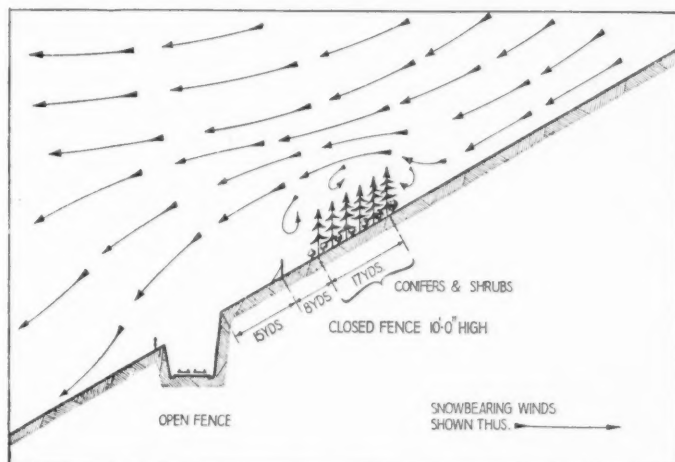 15YDS
8YDS
17YDS
CONIFERS & SHRUBS
CLOSED FENCE 10'-0" HIGH
OPEN FENCE
SNOWBEARING WINDS
SHOWN THUS.